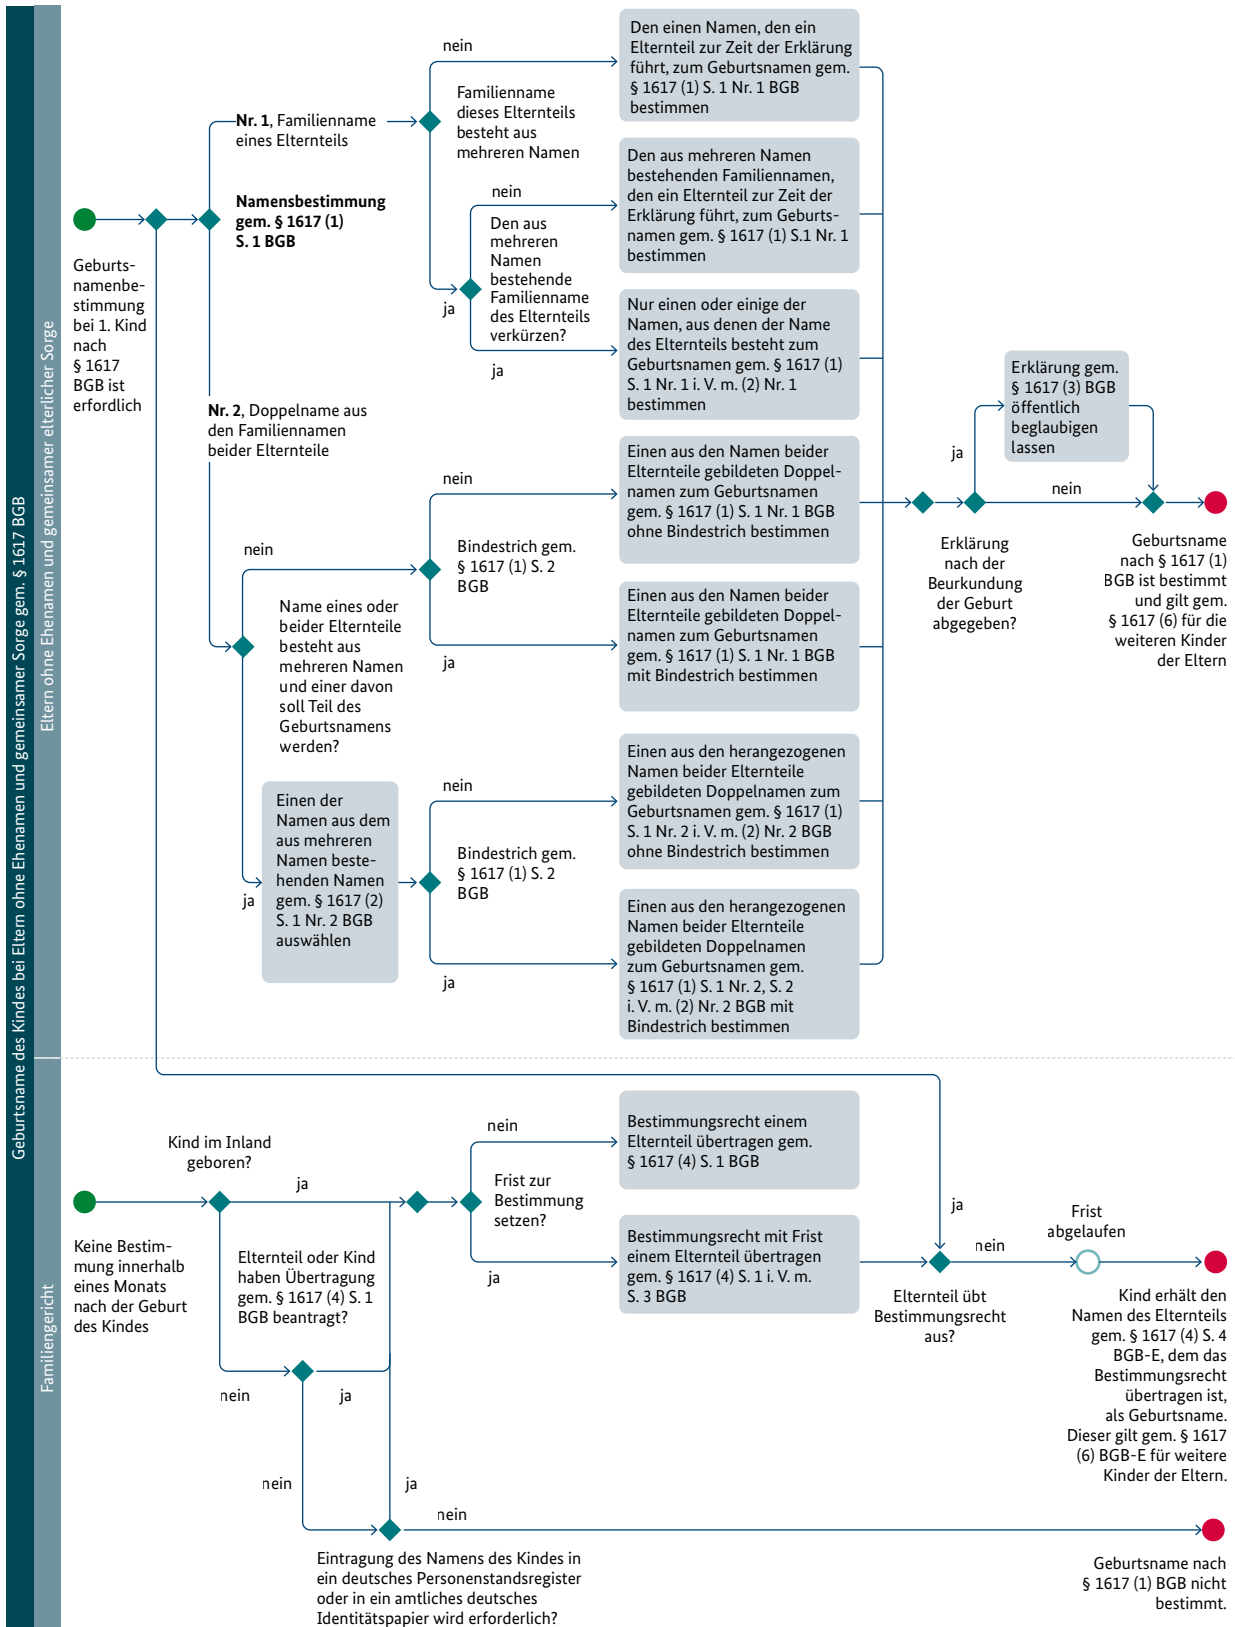 Geburtsname des Kindes bei Eltern ohne Ehenamen und gemeinsamer Sorge gem. § 1617 BGB
Eltern ohne Ehenamen und gemeinsamer elterlicher Sorge
Geburts-
namenbe-
stimmung
bei 1. Kind
nach
§ 1617
BGB ist
erfordlich
Namensbestimmung
gem. § 1617 (1)
S. 1 BGB
Nr. 1, Familienname
eines Elternteils
nein
Familienname
dieses Elternteils
besteht aus
mehreren Namen
ja
nein
Den aus
mehreren
Namen
bestehende
Familienname
des Elternteils
verkürzen?
ja
Den einen Namen, den ein
Elternteil zur Zeit der Erklärung
führt, zum Geburtsnamen gem.
§ 1617 (1) S. 1 Nr. 1 BGB
bestimmen
Den aus mehreren Namen
bestehenden Familiennamen,
den ein Elternteil zur Zeit der
Erklärung führt, zum Geburts-
namen gem. § 1617 (1) S.1 Nr. 1
bestimmen
Nur einen oder einige der
Namen, aus denen der Name
des Elternteils besteht zum
Geburtsnamen gem. § 1617 (1)
S. 1 Nr. 1 i. V. m. (2) Nr. 1
bestimmen
Nr. 2, Doppelname aus
den Familiennamen
beider Elternteile
nein
Name eines oder
beider Elternteile
besteht aus
mehreren Namen
und einer davon
soll Teil des
Geburtsnamens
werden?
ja
nein
Bindestrich gem.
§ 1617 (1) S. 2
BGB
ja
Einen aus den Namen beider
Elternteile gebildeten Doppel-
namen zum Geburtsnamen
gem. § 1617 (1) S. 1 Nr. 1 BGB
ohne Bindestrich bestimmen
Einen aus den Namen beider
Elternteile gebildeten Doppel-
namen zum Geburtsnamen
gem. § 1617 (1) S. 1 Nr. 1 BGB
mit Bindestrich bestimmen
Einen der
Namen aus dem
aus mehreren
Namen beste-
henden Namen
gem. § 1617 (2)
S. 1 Nr. 2 BGB
auswählen
nein
Bindestrich gem.
§ 1617 (1) S. 2
BGB
ja
Einen aus den herangezogenen
Namen beider Elternteile
gebildeten Doppelnamen zum
Geburtsnamen gem. § 1617 (1)
S. 1 Nr. 2 i. V. m. (2) Nr. 2 BGB
ohne Bindestrich bestimmen
Einen aus den herangezogenen
Namen beider Elternteile
gebildeten Doppelnamen
zum Geburtsnamen gem.
§ 1617 (1) S. 1 Nr. 2, S. 2
i. V. m. (2) Nr. 2 BGB mit
Bindestrich bestimmen
Erklärung
nach der
Beurkundung
der Geburt
abgegeben?
ja
Erklärung gem.
§ 1617 (3) BGB
öffentlich
beglaubigen
lassen
nein
Geburtsname
nach § 1617 (1)
BGB ist bestimmt
und gilt gem.
§ 1617 (6) für die
weiteren Kinder
der Eltern
Familiengericht
Keine Bestim-
mung innerhalb
eines Monats
nach der Geburt
des Kindes
Kind im Inland
geboren?
ja
nein
Elternteil oder Kind
haben Übertragung
gem. § 1617 (4) S. 1
BGB beantragt?
ja
nein
ja
nein
Eintragung des Namens des Kindes in
ein deutsches Personenstandsregister
oder in ein amtliches deutsches
Identitätspapier wird erforderlich?
nein
Frist zur
Bestimmung
setzen?
ja
Bestimmungsrecht einem
Elternteil übertragen gem.
§ 1617 (4) S. 1 BGB
Bestimmungsrecht mit Frist
einem Elternteil übertragen
gem. § 1617 (4) S. 1 i. V. m.
S. 3 BGB
ja
Elternteil übt
Bestimmungsrecht
aus?
nein
Frist
abgelaufen
Kind erhält den
Namen des Elternteils
gem. § 1617 (4) S. 4
BGB-E, dem das
Bestimmungsrecht
übertragen ist,
als Geburtsname.
Dieser gilt gem. § 1617
(6) BGB-E für weitere
Kinder der Eltern.
Geburtsname nach
§ 1617 (1) BGB nicht
bestimmt.